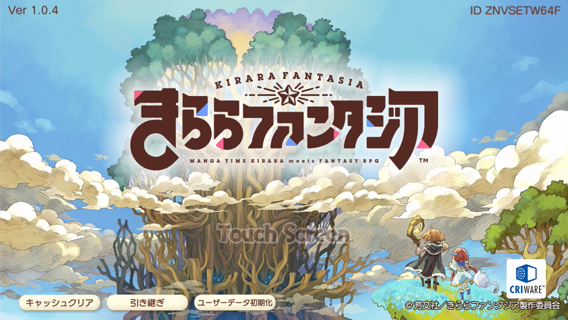 Ver 1.0.4
ID ZNVSETW64F
KIRARA FANTASIA
きららファンタジア
MANGA TIME KIRARA meets FANTASY RPG
TM
Touch Screen
CRIWARE™
キャッシュクリア
引き継ぎ
ユーザーデータ初期化
©芳文社/きららファンタジア製作委員会